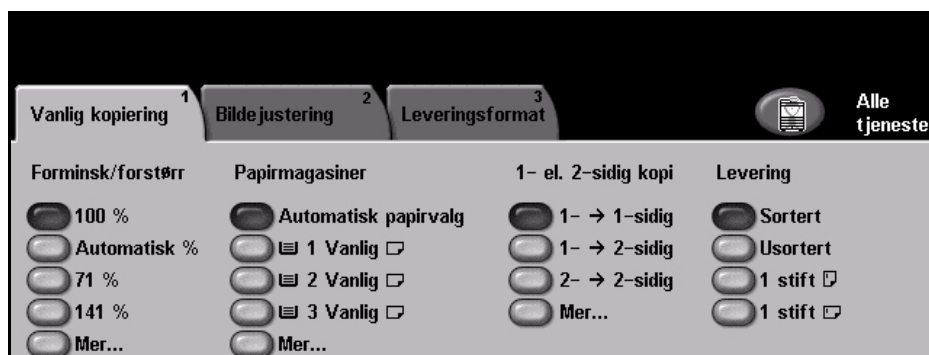 Vanlig kopiering 1
Bildejustering 2
Leveringsformat 3
Alle
tjeneste
Forminsk/forstørr
100 %
Automatisk %
71 %
141 %
Mer...
Papirmagasiner
Automatisk papirvalg
1 Vanlig
2 Vanlig
3 Vanlig
Mer...
1- el. 2-sidig kopi
1- → 1-sidig
1- → 2-sidig
2- → 2-sidig
Mer...
Levering
Sortert
Usortert
1 stift
1 stift